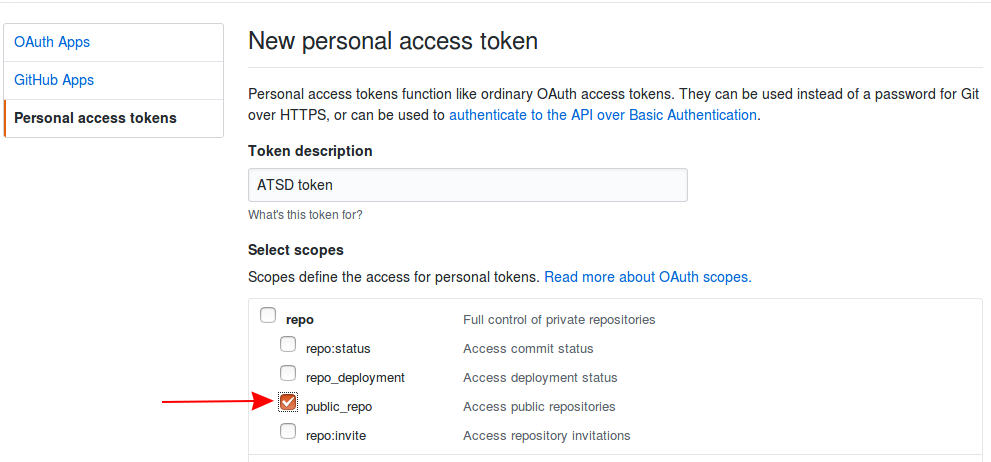 OAuth Apps
GitHub Apps
Personal access tokens
New personal access token
Personal access tokens function like ordinary OAuth access tokens. They can be used instead of a password for Git
over HTTPS, or can be used to authenticate to the API over Basic Authentication.
Token description
ATSD token
What's this token for?
Select scopes
Scopes define the access for personal tokens. Read more about OAuth scopes.
repo Full control of private repositories
repo:status Access commit status
repo_deployment Access deployment status
public_repo Access public repositories
repo:invite Access repository invitations